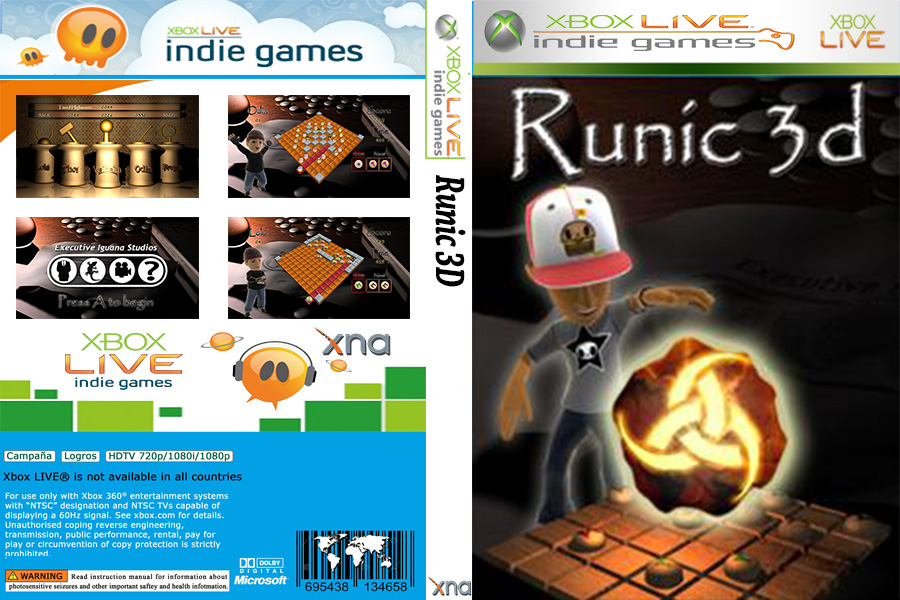 XBOX LIVE
indie games
Valhalla
Odin
Executive Iguana Studios
Press A to begin
Next
Next
XBOX
LIVE
indie games
xna
Campaña
Logros
HDTV 720p/1080i/1080p
Xbox LIVE® is not available in all countries
For use only with Xbox 360® entertainment systems
with “NTSC” designation and NTSC TVs capable of
displaying a 60Hz signal. See xbox.com for details.
Unauthorised coping reverse engineering,
transmission, public performance, rental, pay for
play or circumvention of copy protection is strictly
prohibited.
WARNING
Read instruction manual for information about
photosensitive seizures and other important saftey and health infotmation.
DOLBY
DIGITAL
Microsoft
695438 134658
XBOX LIVE
indie games
Runic 3D
xna
XBOX LIVE
indie games
XBOX
LIVE
Runic 3d